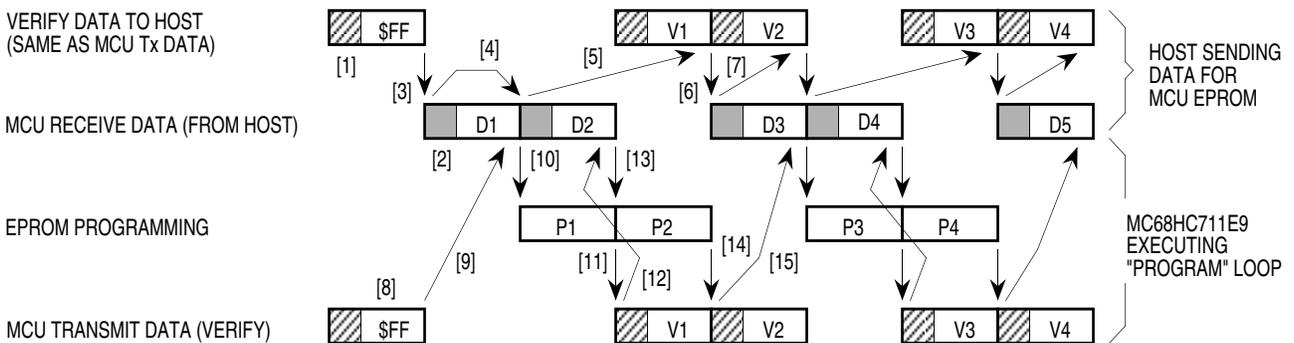 VERIFY DATA TO HOST
(SAME AS MCU Tx DATA)
$FF
V1
V2
V3
V4
[1]
[3]
[4]
[5]
[6]
[7]
HOST SENDING
DATA FOR
MCU EPROM
MCU RECEIVE DATA (FROM HOST)
D1
D2
D3
D4
D5
[2]
[10]
[13]
EPROM PROGRAMMING
P1
P2
P3
P4
MC68HC711E9
EXECUTING
"PROGRAM" LOOP
[8]
[9]
[11]
[12]
[14]
[15]
MCU TRANSMIT DATA (VERIFY)
$FF
V1
V2
V3
V4